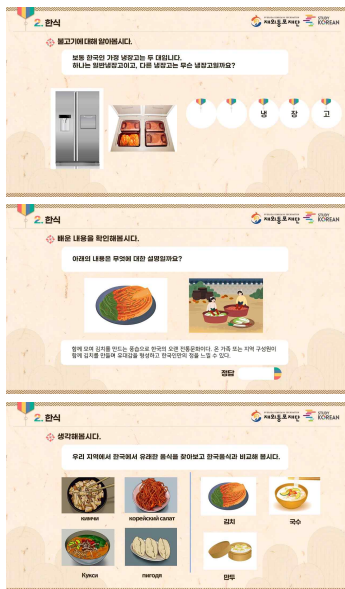 2. 한식
재외동포재단
STUDY KOREAN
불고기에 대해 알아봅시다.
보통 한국인 가정 냉장고는 두 대입니다.
하나는 일반냉장고이고, 다른 냉장고는 무슨 냉장고일까요?
냉 장 고
2. 한식
재외동포재단
STUDY KOREAN
배운 내용을 확인해봅시다.
아래의 내용은 무엇에 대한 설명일까요?
함께 모여 김치를 만드는 풍습으로 한국의 오랜 전통문화이다. 온 가족 또는 지역 구성원이
함께 김치를 만들며 유대감을 형성하고 한국인만의 정을 느낄 수 있다.
정답
2. 한식
재외동포재단
STUDY KOREAN
생각해봅시다.
우리 지역에서 한국에서 유래한 음식을 찾아보고 한국음식과 비교해 봅시다.
кимчи
корейский салат
김치
국수
Кукси
пигодя
만두